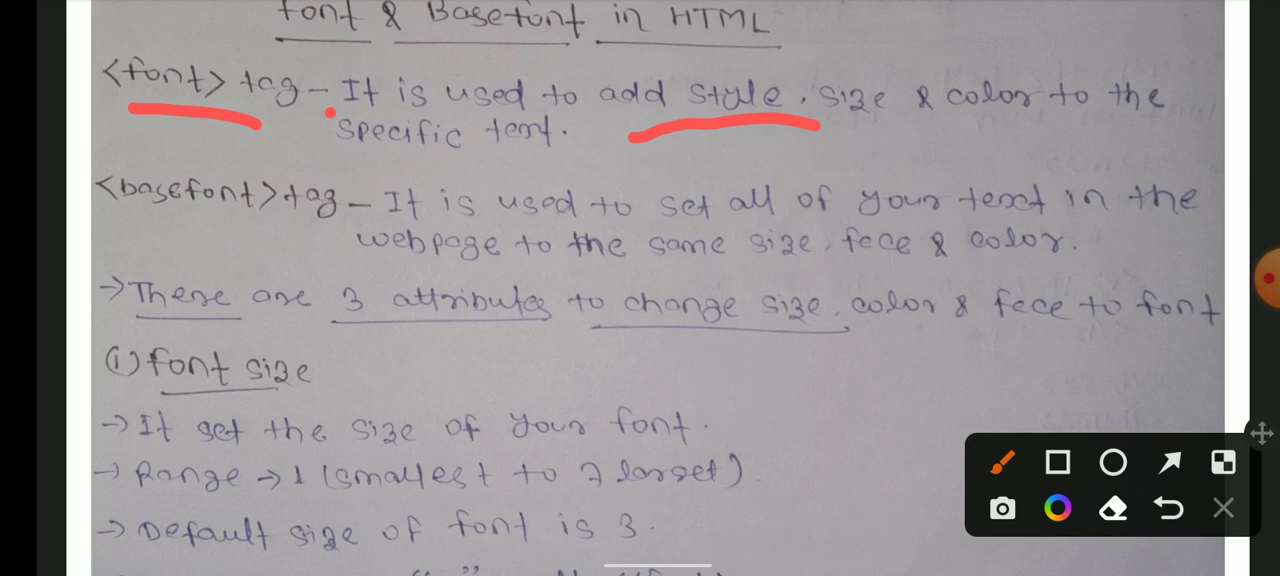 Font & Basefont in HTML
<font> tag - It is used to add style, size & color to the
specific text.
<basefont> tag - It is used to set all of your text in the
webpage to the same size, fece & color.
→ There are 3 attributes to change size, color & fece to font
(i) font size
→ It set the size of your font.
→ Range → 1 (smallest to 7 larset)
→ Default size of font is 3.